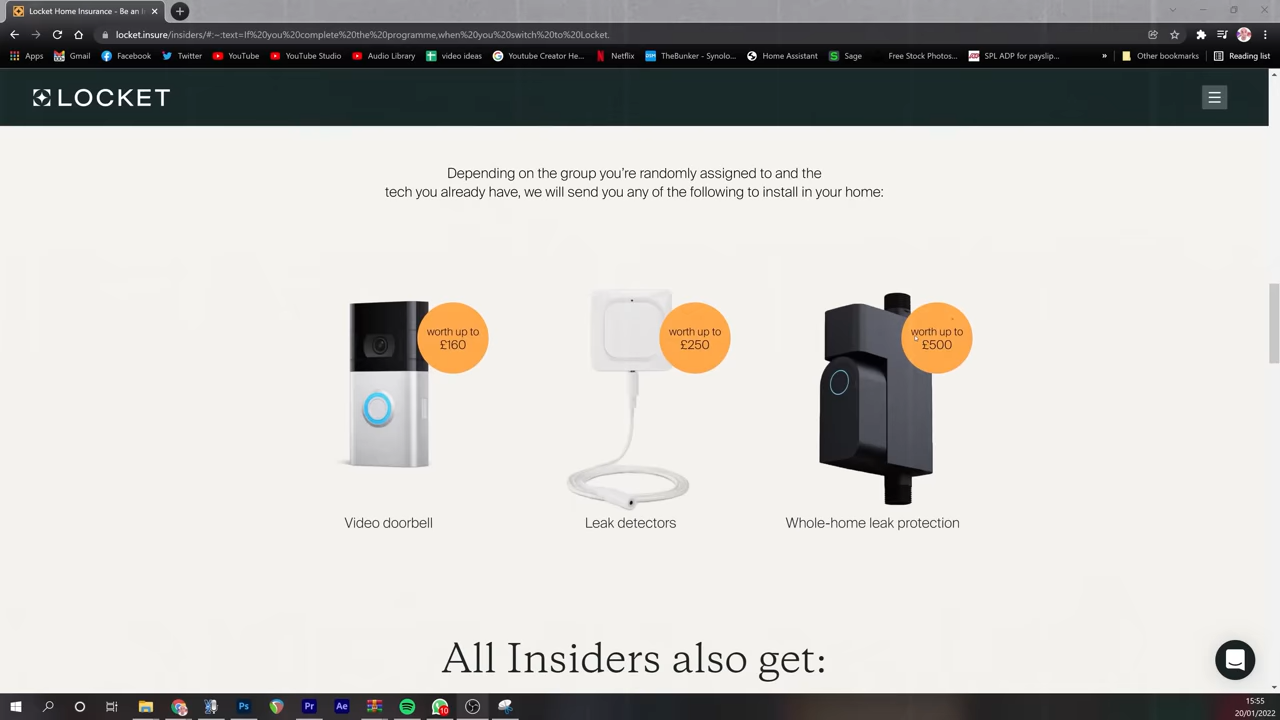 Locket Home Insurance - Be an I
locket.insure/insiders/#:~:text=If%20you%20complete%20the%20programme,when%20you%20switch%20to%20Locket.
Apps Gmail Facebook Twitter YouTube YouTube Studio Audio Library video ideas Youtube Creator He... Netflix TheBunker - Synolo... Home Assistant Sage Free Stock Photos... SPL ADP for payslip... » Other bookmarks Reading list
LOCKET
Depending on the group you're randomly assigned to and the
tech you already have, we will send you any of the following to install in your home:
worth up to
£160
worth up to
£250
worth up to
£500
Video doorbell
Leak detectors
Whole-home leak protection
All Insiders also get:
Ps Pr Ae 10
15:55
20/01/2022